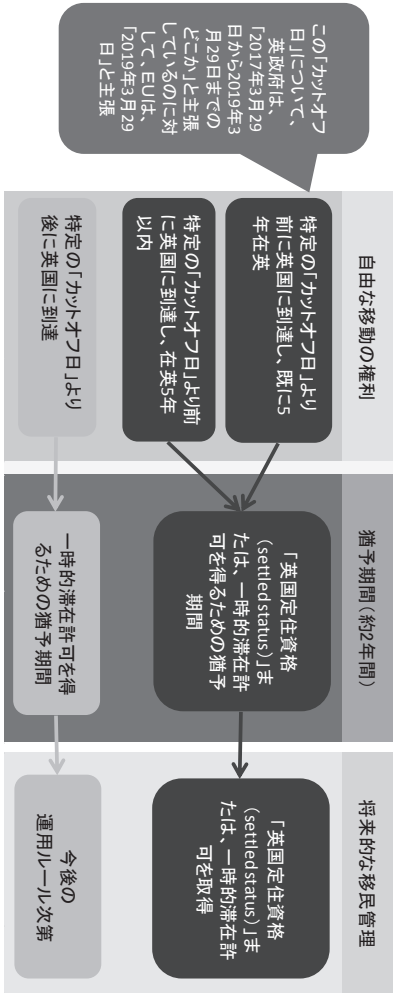 この「カットオフ
日」について、
英政府は、
「2017年3月29
日から2019年3
月29日までの
どこか」と主張
しているのに対
して、EUは、
「2019年3月29
日」と主張
自由な移動の権利
特定の「カットオフ日」より
前に英国に到達し、既に5
年在英
特定の「カットオフ日」より前
に英国に到達し、在英5年
以内
特定の「カットオフ日」より
後に英国に到達
猶予期間（約2年間）
「英国定住資格
（settled status）」ま
たは、一時的滞在許
可を得るための猶予
期間
一時的滞在許可を得
るための猶予期間
将来的な移民管理
「英国定住資格
（settled status）」ま
たは、一時的滞在許
可を取得
今後の
運用ルール次第